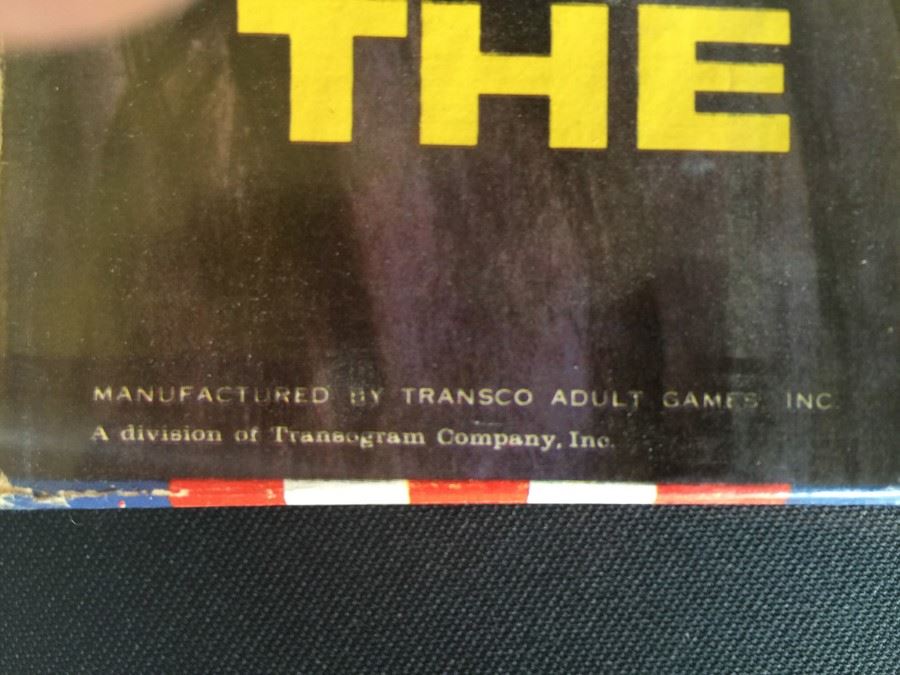 THE
MANUFACTURED BY TRANSCO ADULT GAMES INC.
A division of Transogram Company, Inc.